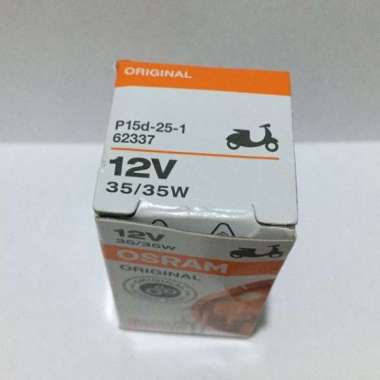 ORIGINAL
P15d-25-1
62337
12V
35/35W
12V
35/35W
OSRAM
ORIGINAL